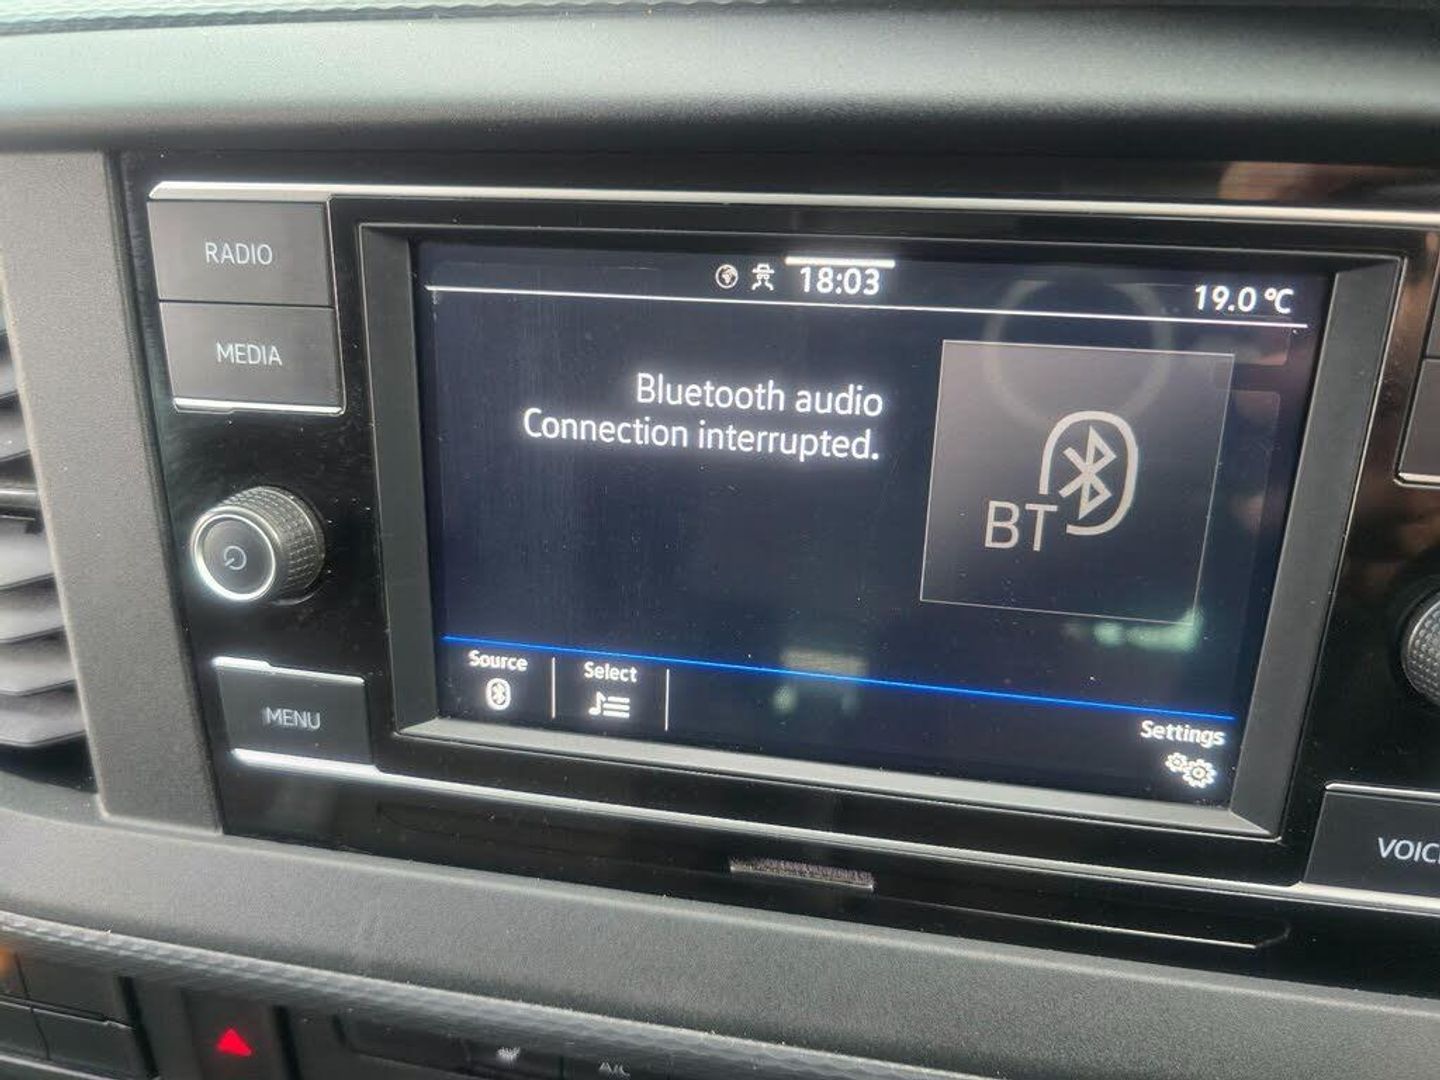 RADIO
MEDIA
MENU
18:03
19.0 °C
Bluetooth audio
Connection interrupted.
BT
Source
Select
Settings
A/C